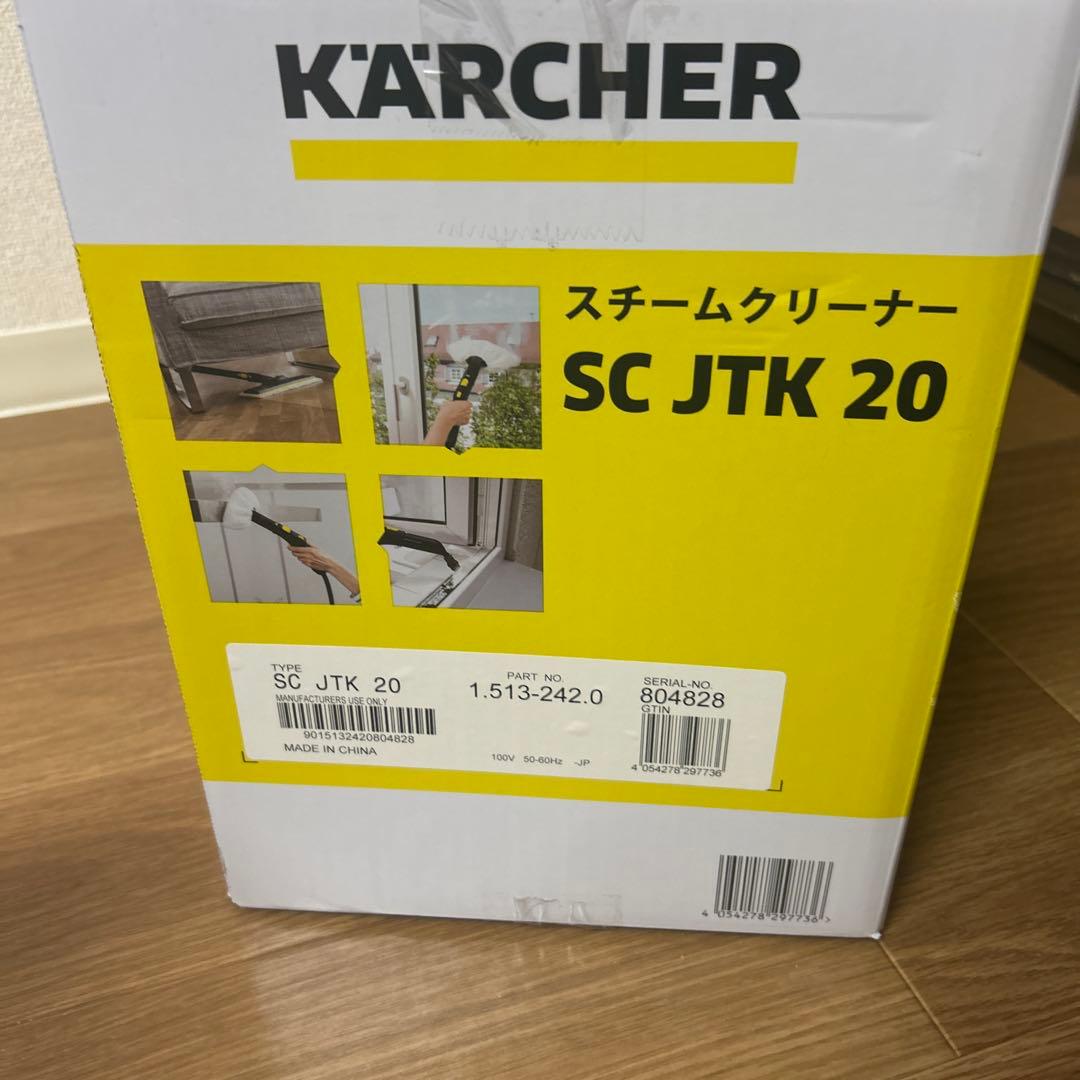 KÄRCHER
スチームクリーナー
SC JTK 20
TYPE
SC JTK 20
MANUFACTURERS USE ONLY
9015132420804828
MADE IN CHINA
PART NO.
1.513-242.0
100V 50-60Hz -JP
SERIAL-NO.
804828
GTIN
4 054278 297736
4 054278 297736 >